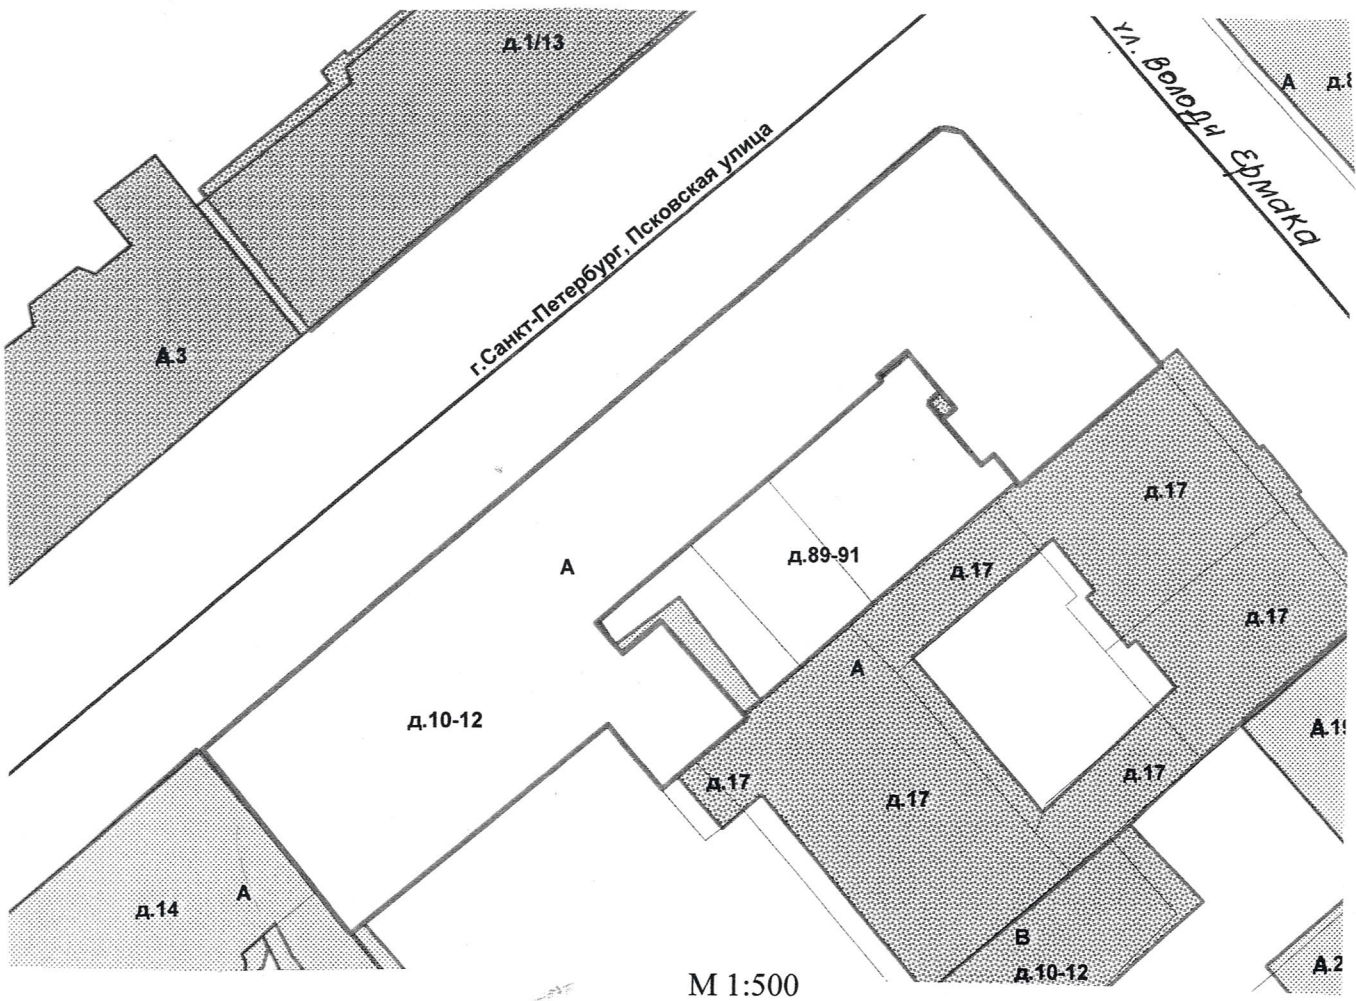 д.1/13
ул. Володи Ермака
А
г.Санкт-Петербург, Псковская улица
д.3
д.17
А
д.89-91
д.17
д.17
А
д.10-12
д.17
д.17
д.17
А
д.14
В
д.10-12
М 1:500